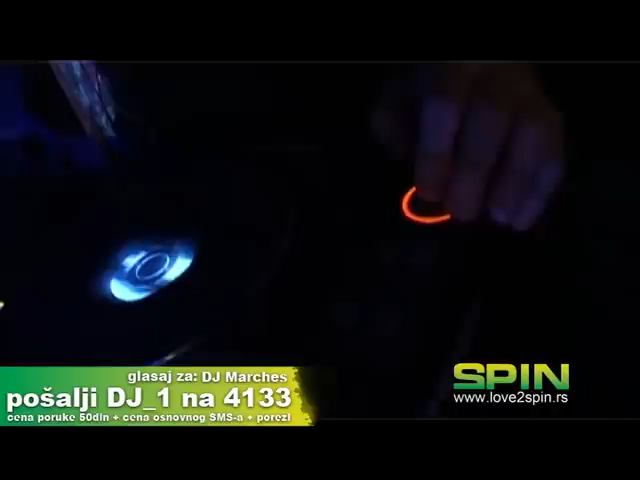 glasaj za: DJ Marches
pošalji DJ_1 na 4133
cena poruke 50din + cena osnovnog SMS-a + porezi
SPIN
www.love2spin.rs